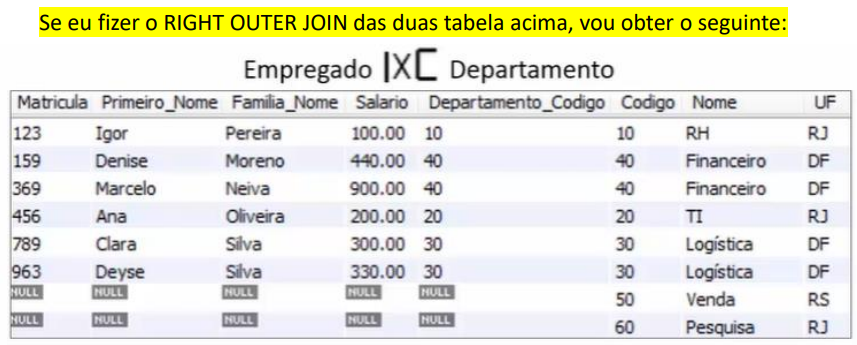 Se eu fizer o RIGHT OUTER JOIN das duas tabela acima, vou obter o seguinte:
Empregado |X⊏ Departamento
Matricula Primeiro_Nome Familia_Nome Salario Departamento_Codigo Codigo Nome UF
123 Igor Pereira 100.00 10 10 RH RJ
159 Denise Moreno 440.00 40 40 Financeiro DF
369 Marcelo Neiva 900.00 40 40 Financeiro DF
456 Ana Oliveira 200.00 20 20 TI RJ
789 Clara Silva 300.00 30 30 Logística DF
963 Deyse Silva 330.00 30 30 Logística DF
NULL NULL NULL NULL NULL 50 Venda RS
NULL NULL NULL NULL NULL 60 Pesquisa RJ